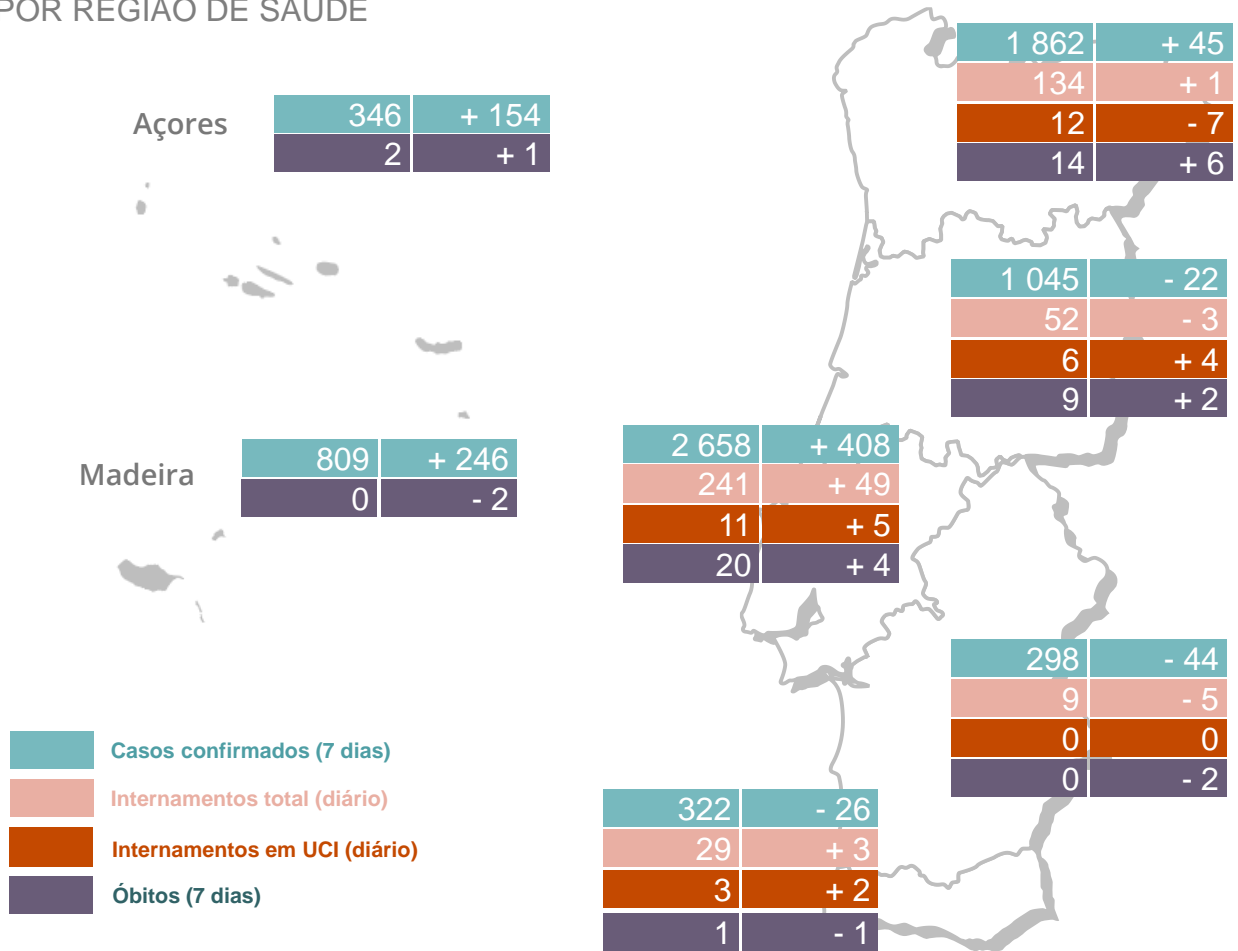 POR REGIÃO DE SAÚDE
Açores
346 + 154
2 + 1
Madeira
809 + 246
0 - 2
1 862 + 45
134 + 1
12 - 7
14 + 6
1 045 - 22
52 - 3
6 + 4
9 + 2
2 658 + 408
241 + 49
11 + 5
20 + 4
298 - 44
9 - 5
0 0
0 - 2
322 - 26
29 + 3
3 + 2
1 - 1
Casos confirmados (7 dias)
Internamentos total (diário)
Internamentos em UCI (diário)
Óbitos (7 dias)